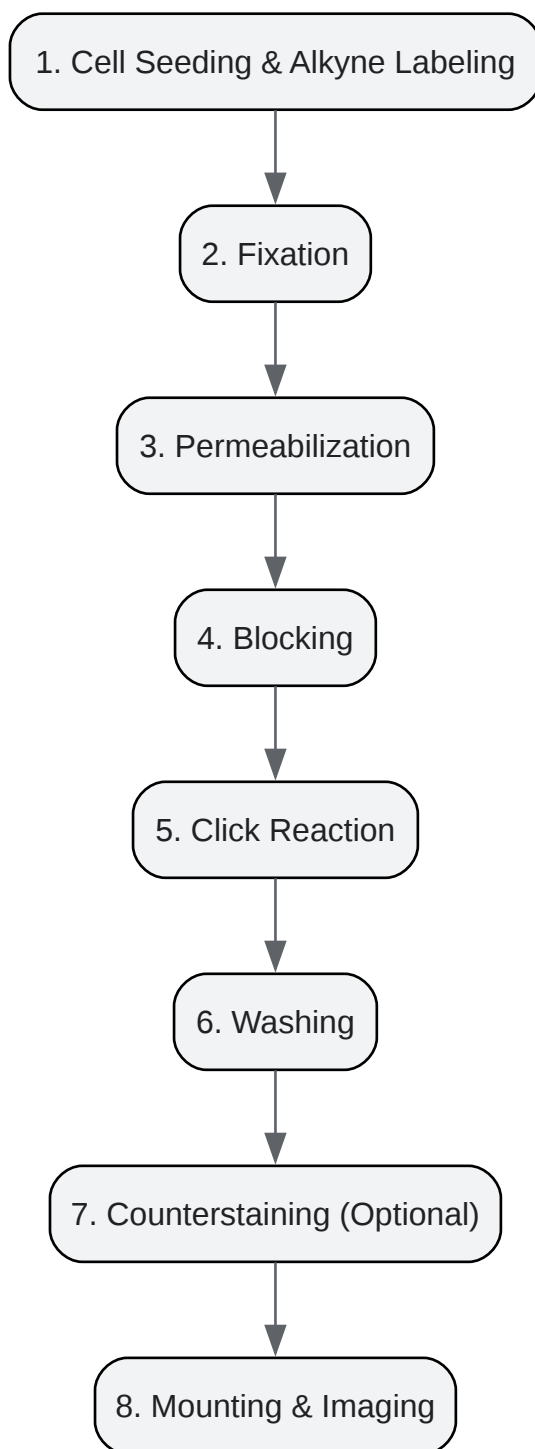 1. Cell Seeding & Alkyne Labeling
2. Fixation
3. Permeabilization
4. Blocking
5. Click Reaction
6. Washing
7. Counterstaining (Optional)
8. Mounting & Imaging